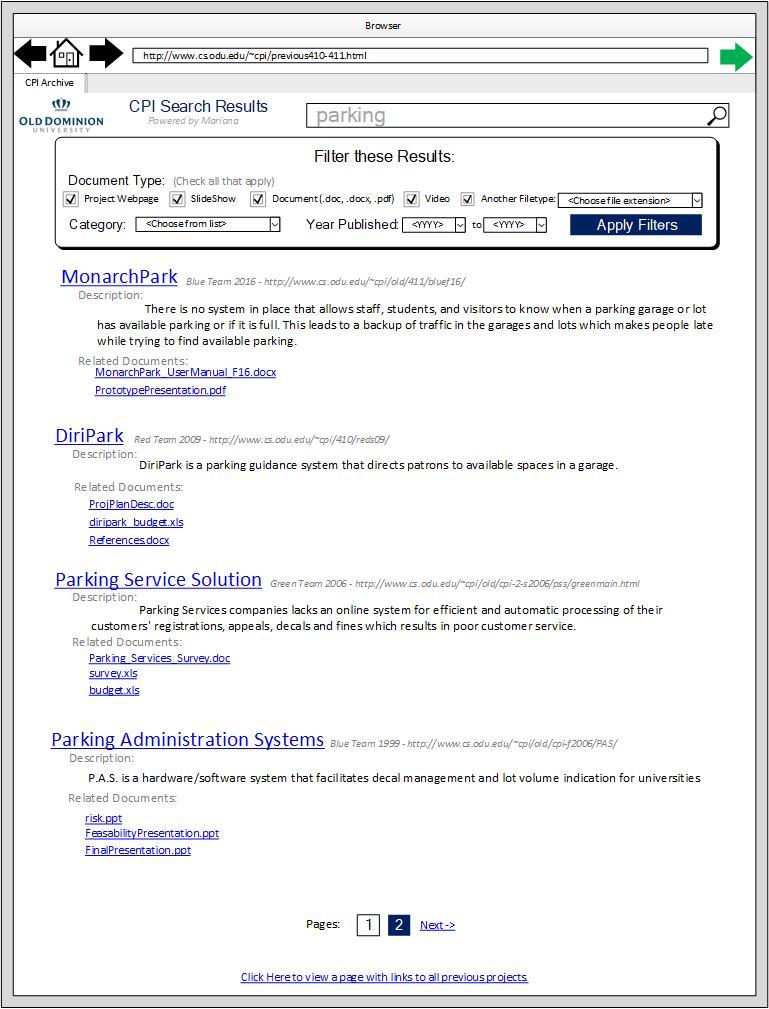 Browser
http://www.cs.odu.edu/~cpi/previous410-411.html
CPI Archive
OLD DOMINION
UNIVERSITY
CPI Search Results
Powered by Mariana
parking
Filter these Results:
Document Type: (Check all that apply)
Project Webpage SlideShow Document(.doc, .docx, .pdf) Video Another Filetype: <Choose file extension>
Category: <Choose from list> Year Published: <YYYY> to <YYYY> Apply Filters
MonarchPark Blue Team 2016 - http://www.cs.odu.edu/~cpi/old/411/bluef16/
Description:
There is no system in place that allows staff, students, and visitors to know when a parking garage or lot
has available parking or if it is full. This leads to a backup of traffic in the garages and lots which makes people late
while trying to find available parking.
Related Documents:
MonarchPark_UserManual_F16.docx
PrototypePresentation.pdf
DiriPark Red Team 2009 - http://www.cs.odu.edu/~cpi/410/reds09/
Description:
DiriPark is a parking guidance system that directs patrons to available spaces in a garage.
Related Documents:
ProjPlanDesc.doc
diripark_budget.xls
References.docx
Parking Service Solution Green Team 2006 - http://www.cs.odu.edu/~cpi/old/cpi-2-s2006/pss/greenmain.html
Description:
Parking Services companies lacks an online system for efficient and automatic processing of their
customers' registrations, appeals, decals and fines which results in poor customer service.
Related Documents:
Parking_Services_Survey.doc
survey.xls
budget.xls
Parking Administration Systems Blue Team 1999 - http://www.cs.odu.edu/~cpi/old/cpi-f2006/PAS/
Description:
P.A.S. is a hardware/software system that facilitates decal management and lot volume indication for universities
Related Documents:
risk.ppt
FeasabilityPresentation.ppt
FinalPresentation.ppt
Pages: 1 2 Next ->
Click Here to view a page with links to all previous projects.